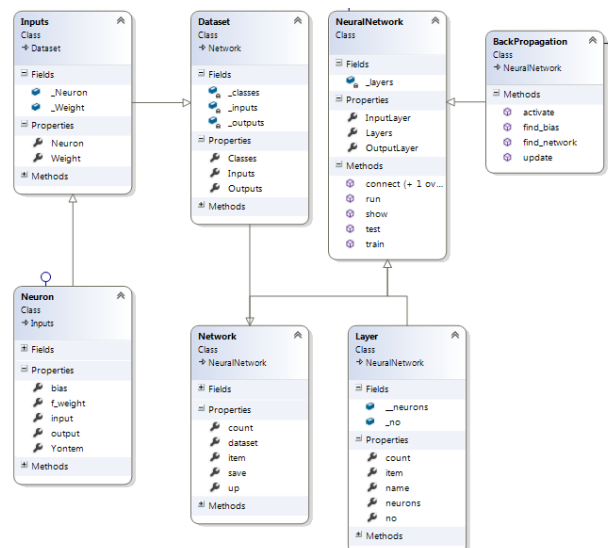 Inputs
Class
Dataset
Fields
_Neuron
_Weight
Properties
Neuron
Weight
Methods
Dataset
Class
Network
Fields
_classes
_inputs
_outputs
Properties
Classes
Inputs
Outputs
Methods
NeuralNetwork
Class
Fields
_layers
Properties
InputLayer
Layers
OutputLayer
Methods
connect (+ 1 ov...
run
show
test
train
BackPropagation
Class
NeuralNetwork
Methods
activate
find_bias
find_network
update
Neuron
Class
Inputs
Fields
Properties
bias
f_weight
input
output
Yontem
Methods
Network
Class
NeuralNetwork
Fields
Properties
count
dataset
item
save
up
Methods
Layer
Class
NeuralNetwork
Fields
__neurons
_no
Properties
count
item
name
neurons
no
Methods